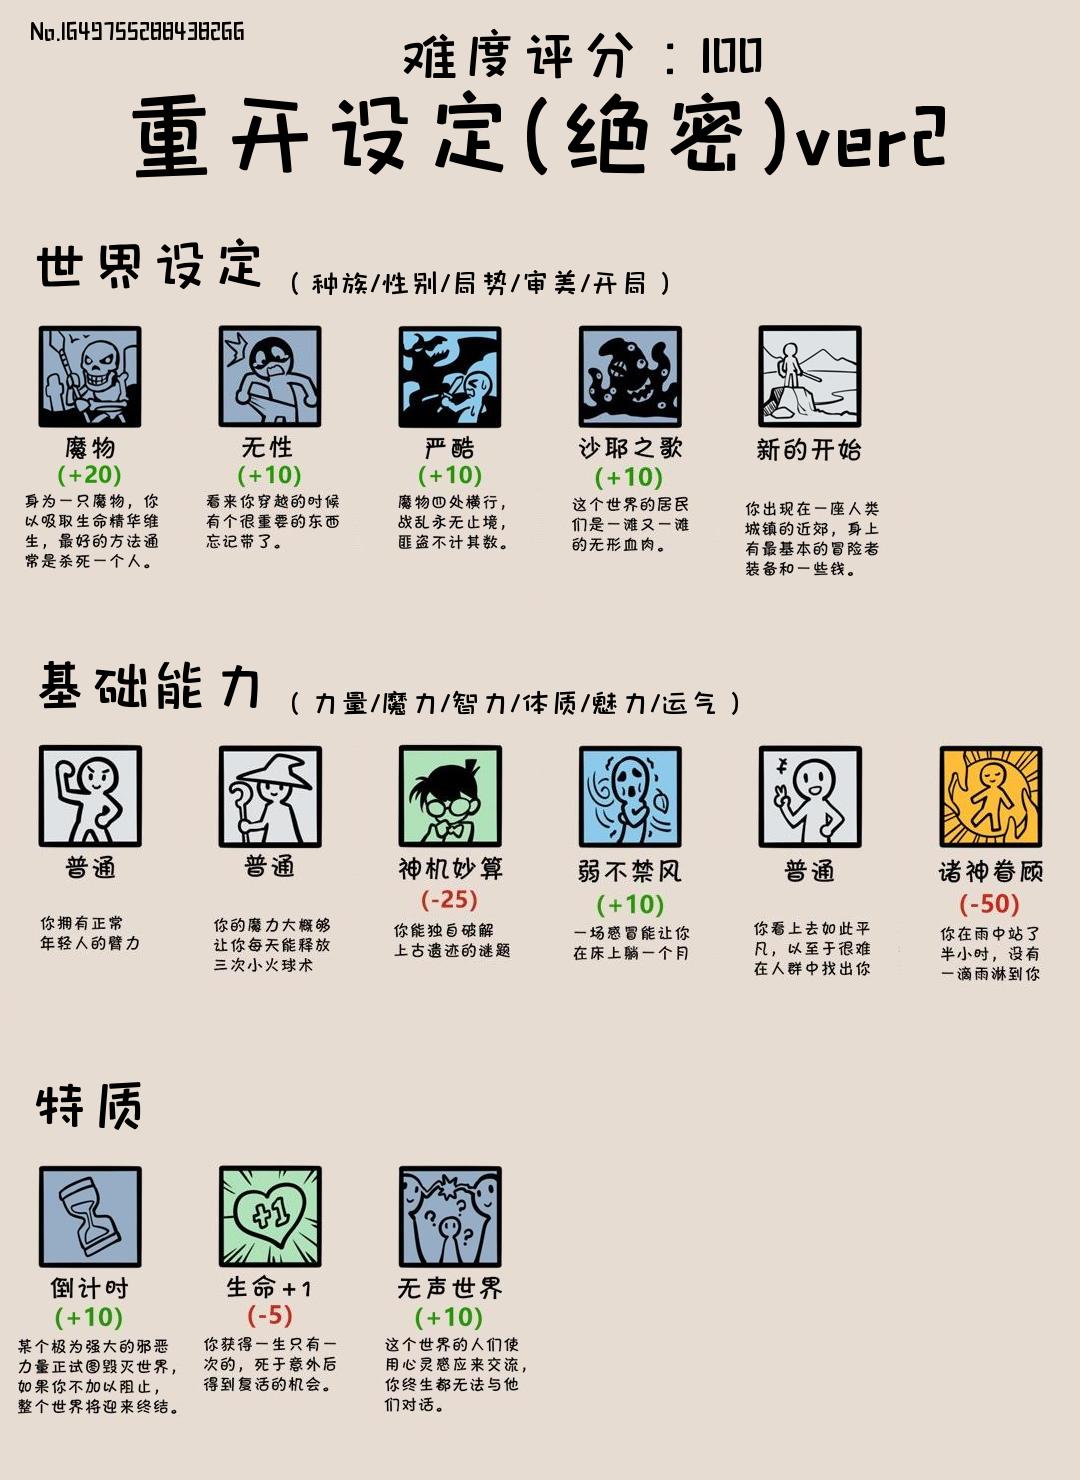 No.1649755288438266
难度评分：100
重开设定(绝密)ver2
世界设定（种族/性别/局势/审美/开局）
魔物
(+20)
身为一只魔物，你
以吸取生命精华维
生，最好的方法通
常是杀死一个人。
无性
(+10)
看来你穿越的时候
有个很重要的东西
忘记带了。
严酷
(+10)
魔物四处横行，
战乱永无止境，
匪盗不计其数。
沙耶之歌
(+10)
这个世界的居民
们是一滩又一滩
的无形血肉。
新的开始
你出现在一座人类
城镇的近郊，身上
有最基本的冒险者
装备和一些钱。
基础能力（力量/魔力/智力/体质/魅力/运气）
普通
你拥有正常
年轻人的臂力
普通
你的魔力大概够
让你每天能释放
三次小火球术
神机妙算
(-25)
你能独自破解
上古遗迹的谜题
弱不禁风
(+10)
一场感冒能让你
在床上躺一个月
普通
你看上去如此平
凡，以至于很难
在人群中找出你
诸神眷顾
(-50)
你在雨中站了
半小时，没有
一滴雨淋到你
特质
倒计时
(+10)
某个极为强大的邪恶
力量正试图毁灭世界，
如果你不加以阻止，
整个世界将迎来终结。
+1
生命+1
(-5)
你获得一生只有一
次的，死于意外后
得到复活的机会。
? ? ?
无声世界
(+10)
这个世界的人们使
用心灵感应来交流，
你终生都无法与他
们对话。